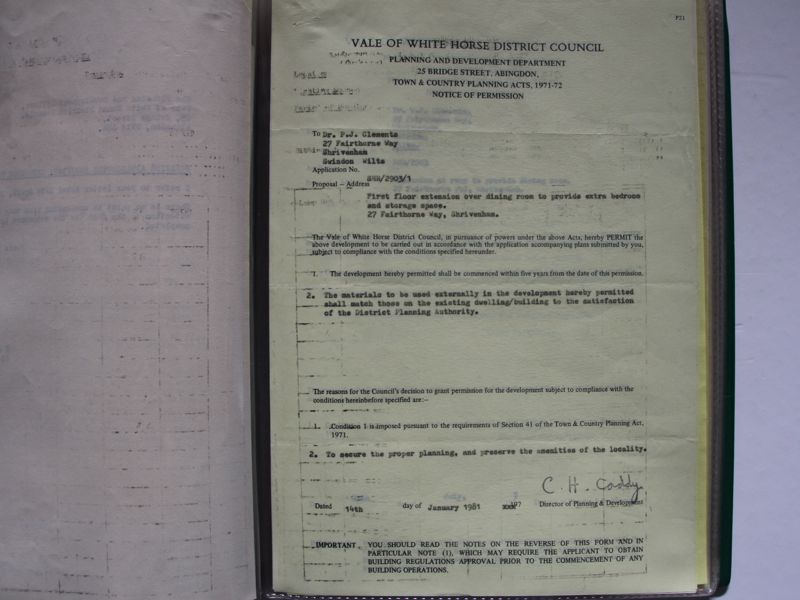 P21
VALE OF WHITE HORSE DISTRICT COUNCIL
PLANNING AND DEVELOPMENT DEPARTMENT
25 BRIDGE STREET, ABINGDON,
TOWN & COUNTRY PLANNING ACTS, 1971-72
NOTICE OF PERMISSION
To Dr. P.J. Clements
27 Fairthorne Way
Shrivenham
Swindon Wilts
Application No. SHR/2903/1
Proposal – Address
First floor extension over dining room to provide extra bedroom
and storage space.
27 Fairthorne Way, Shrivenham.
The Vale of White Horse District Council, in pursuance of powers under the above Acts, hereby PERMIT the
above development to be carried out in accordance with the application accompanying plans submitted by you,
subject to compliance with the conditions specified hereunder.
1. The development hereby permitted shall be commenced within five years from the date of this permission.
2. The materials to be used externally in the development hereby permitted
shall match those on the existing dwelling/building to the satisfaction
of the District Planning Authority.
The reasons for the Council's decision to grant permission for the development subject to compliance with the
conditions hereinbefore specified are:–
1. Condition 1 is imposed pursuant to the requirements of Section 41 of the Town & Country Planning Act,
1971.
2. To secure the proper planning, and preserve the amenities of the locality.
C. H. Caddy
Dated 14th day of January 1981 197 Director of Planning & Development
IMPORTANT YOU SHOULD READ THE NOTES ON THE REVERSE OF THIS FORM AND IN
PARTICULAR NOTE (1), WHICH MAY REQUIRE THE APPLICANT TO OBTAIN
BUILDING REGULATIONS APPROVAL PRIOR TO THE COMMENCEMENT OF ANY
BUILDING OPERATIONS.